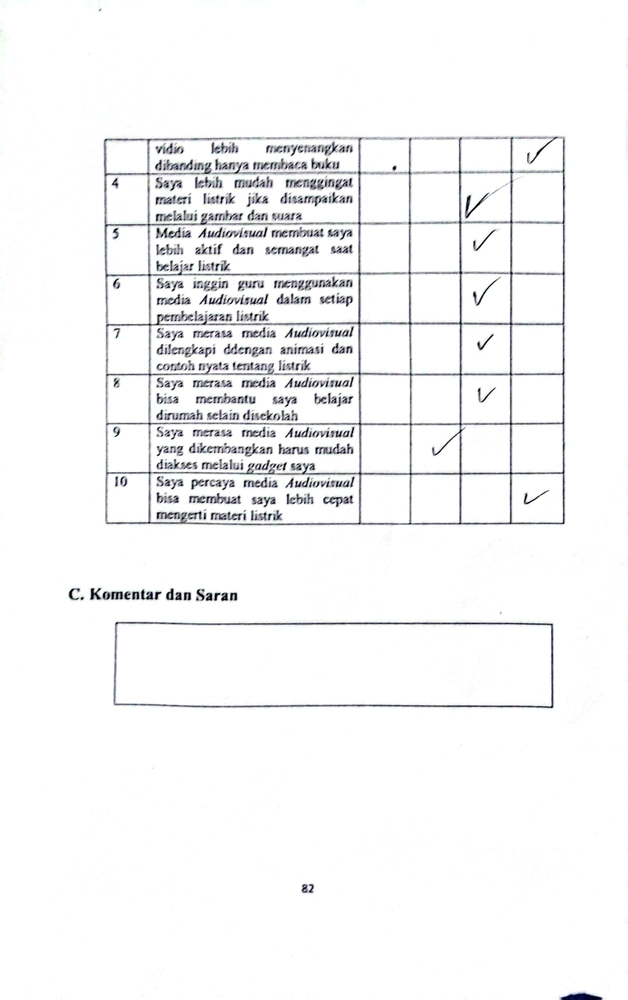 vidio lebih menyenangkan
dibanding hanya membaca buku
✓
4
Saya lebih mudah menggingat
materi listrik jika disampaikan
melalui gambar dan suara
✓
5
Media Audiovisual membuat saya
lebih aktif dan semangat saat
belajar listrik
✓
6
Saya inggin guru menggunakan
media Audiovisual dalam setiap
pembelajaran listrik
✓
7
Saya merasa media Audiovisual
dilengkapi ddengan animasi dan
contoh nyata tentang listrik
✓
8
Saya merasa media Audiovisual
bisa membantu saya belajar
dirumah selain disekolah
✓
9
Saya merasa media Audiovisual
yang dikembangkan harus mudah
diakses melalui gadget saya
✓
10
Saya percaya media Audiovisual
bisa membuat saya lebih cepat
mengerti materi listrik
✓
C. Komentar dan Saran
82